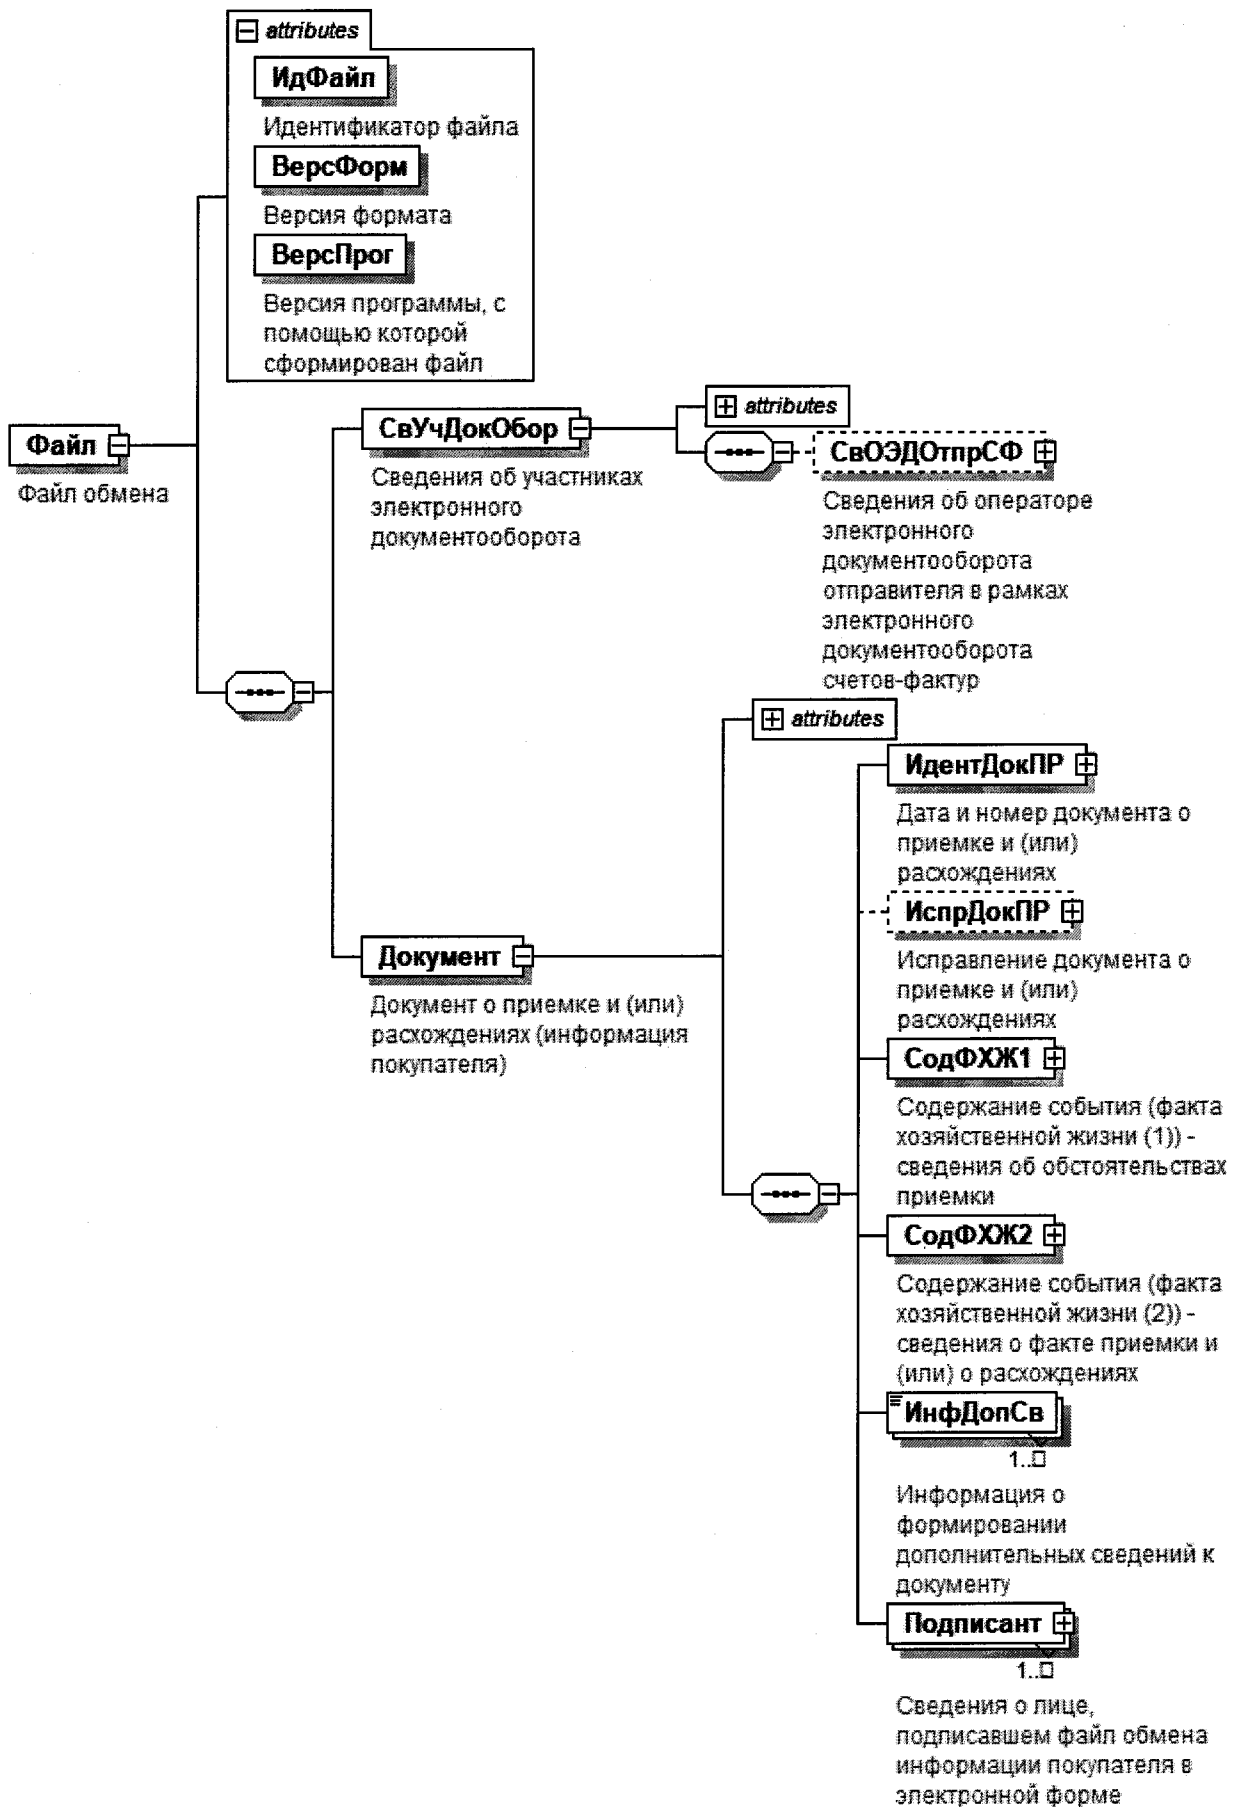 attributes
ИдФайл
Идентификатор файла
ВерсФорм
Версия формата
ВерсПрог
Версия программы, с
помощью которой
сформирован файл
Файл
Файл обмена
СвУчДокОбор
Сведения об участниках
электронного
документооборота
attributes
СвОЭДОтпрСФ
Сведения об операторе
электронного
документооборота
отправителя в рамках
электронного
документооборота
счетов-фактур
Документ
Документ о приемке и (или)
расхождениях (информация
покупателя)
attributes
ИдентДокПР
Дата и номер документа о
приемке и (или)
расхождениях
ИспрДокПР
Исправление документа о
приемке и (или)
расхождениях
СодФХЖ1
Содержание события (факта
хозяйственной жизни (1)) -
сведения об обстоятельствах
приемки
СодФХЖ2
Содержание события (факта
хозяйственной жизни (2)) -
сведения о факте приемки и
(или) о расхождениях
ИнфДопСв
1..□
Информация о
формировании
дополнительных сведений к
документу
Подписант
1..□
Сведения о лице,
подписавшем файл обмена
информации покупателя в
электронной форме